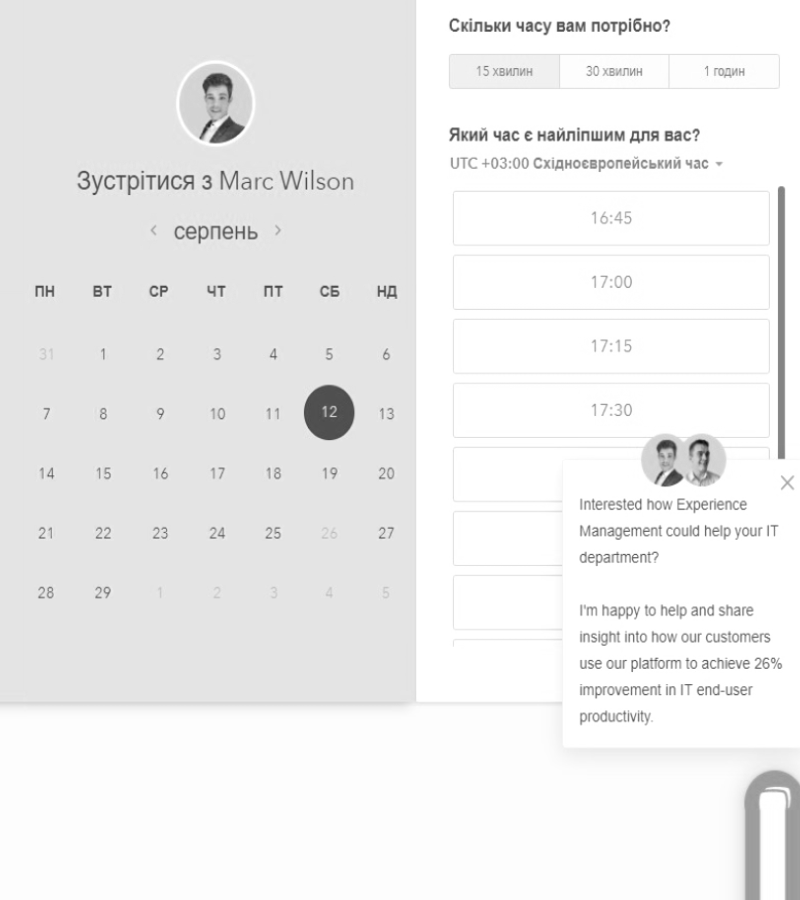 Зустрітися з Marc Wilson
серпень
ПН ВТ СР ЧТ ПТ СБ НД
31 1 2 3 4 5 6
7 8 9 10 11 12 13
14 15 16 17 18 19 20
21 22 23 24 25 26 27
28 29 1 2 3 4 5
Скільки часу вам потрібно?
15 хвилин 30 хвилин 1 годин
Який час є найліпшим для вас?
UTC +03:00 Східноєвропейський час
16:45
17:00
17:15
17:30
Interested how Experience
Management could help your IT
department?
I'm happy to help and share
insight into how our customers
use our platform to achieve 26%
improvement in IT end-user
productivity.